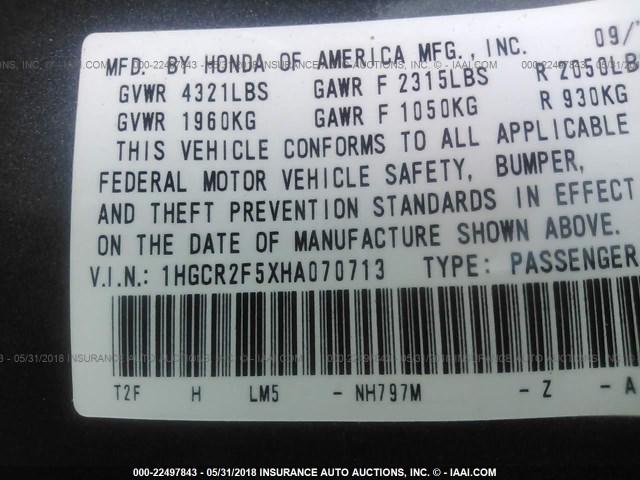 MFD. BY HONDA OF AMERICA MFG., INC. 09/
GVWR 4321LBS GAWR F 2315LBS R 2050LB
GVWR 1960KG GAWR F 1050KG R 930KG
THIS VEHICLE CONFORMS TO ALL APPLICABLE
FEDERAL MOTOR VEHICLE SAFETY, BUMPER,
AND THEFT PREVENTION STANDARDS IN EFFECT
ON THE DATE OF MANUFACTURE SHOWN ABOVE.
V.I.N.: 1HGCR2F5XHA070713 TYPE: PASSENGER
T2F H LM5 - NH797M - Z - A
000-22497843 - 05/31/2018 INSURANCE AUTO AUCTIONS, INC. - © - IAAI.COM